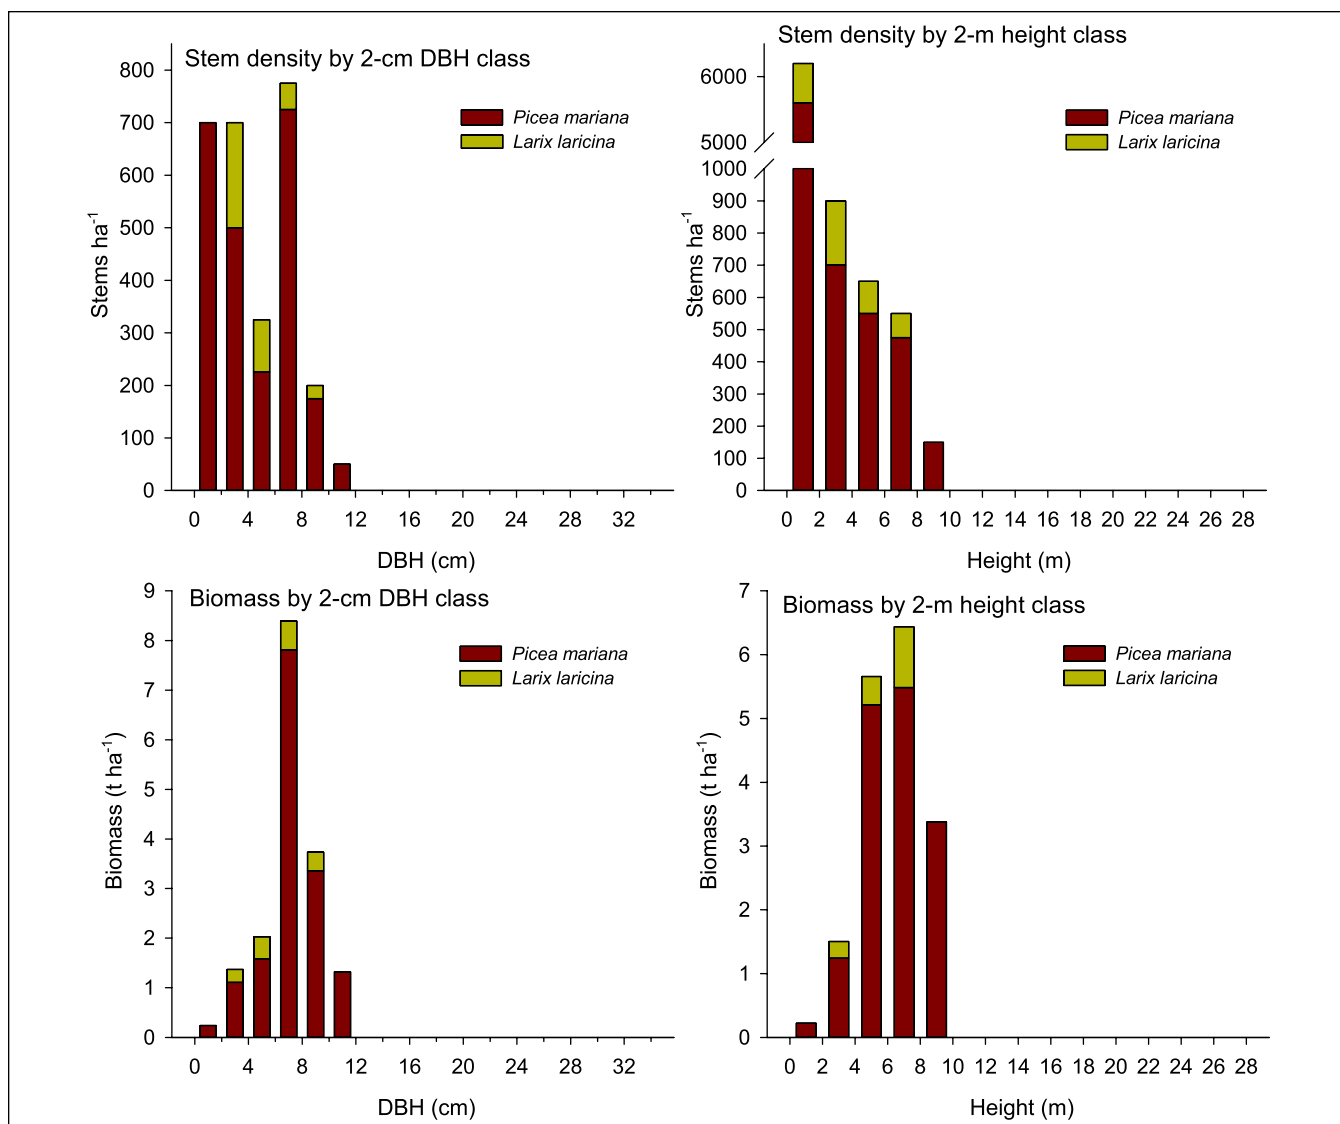 Stem density by 2-cm DBH class
800
700
600
500
400
300
200
100
0
Stems ha-1
Picea mariana
Larix laricina
0 4 8 12 16 20 24 28 32
DBH (cm)
Stem density by 2-m height class
6000
5000
1000
900
800
700
600
500
400
300
200
100
0
Stems ha-1
Picea mariana
Larix laricina
0 2 4 6 8 10 12 14 16 18 20 22 24 26 28
Height (m)
Biomass by 2-cm DBH class
9
8
7
6
5
4
3
2
1
0
Biomass (t ha-1)
Picea mariana
Larix laricina
0 4 8 12 16 20 24 28 32
DBH (cm)
Biomass by 2-m height class
7
6
5
4
3
2
1
0
Biomass (t ha-1)
Picea mariana
Larix laricina
0 2 4 6 8 10 12 14 16 18 20 22 24 26 28
Height (m)